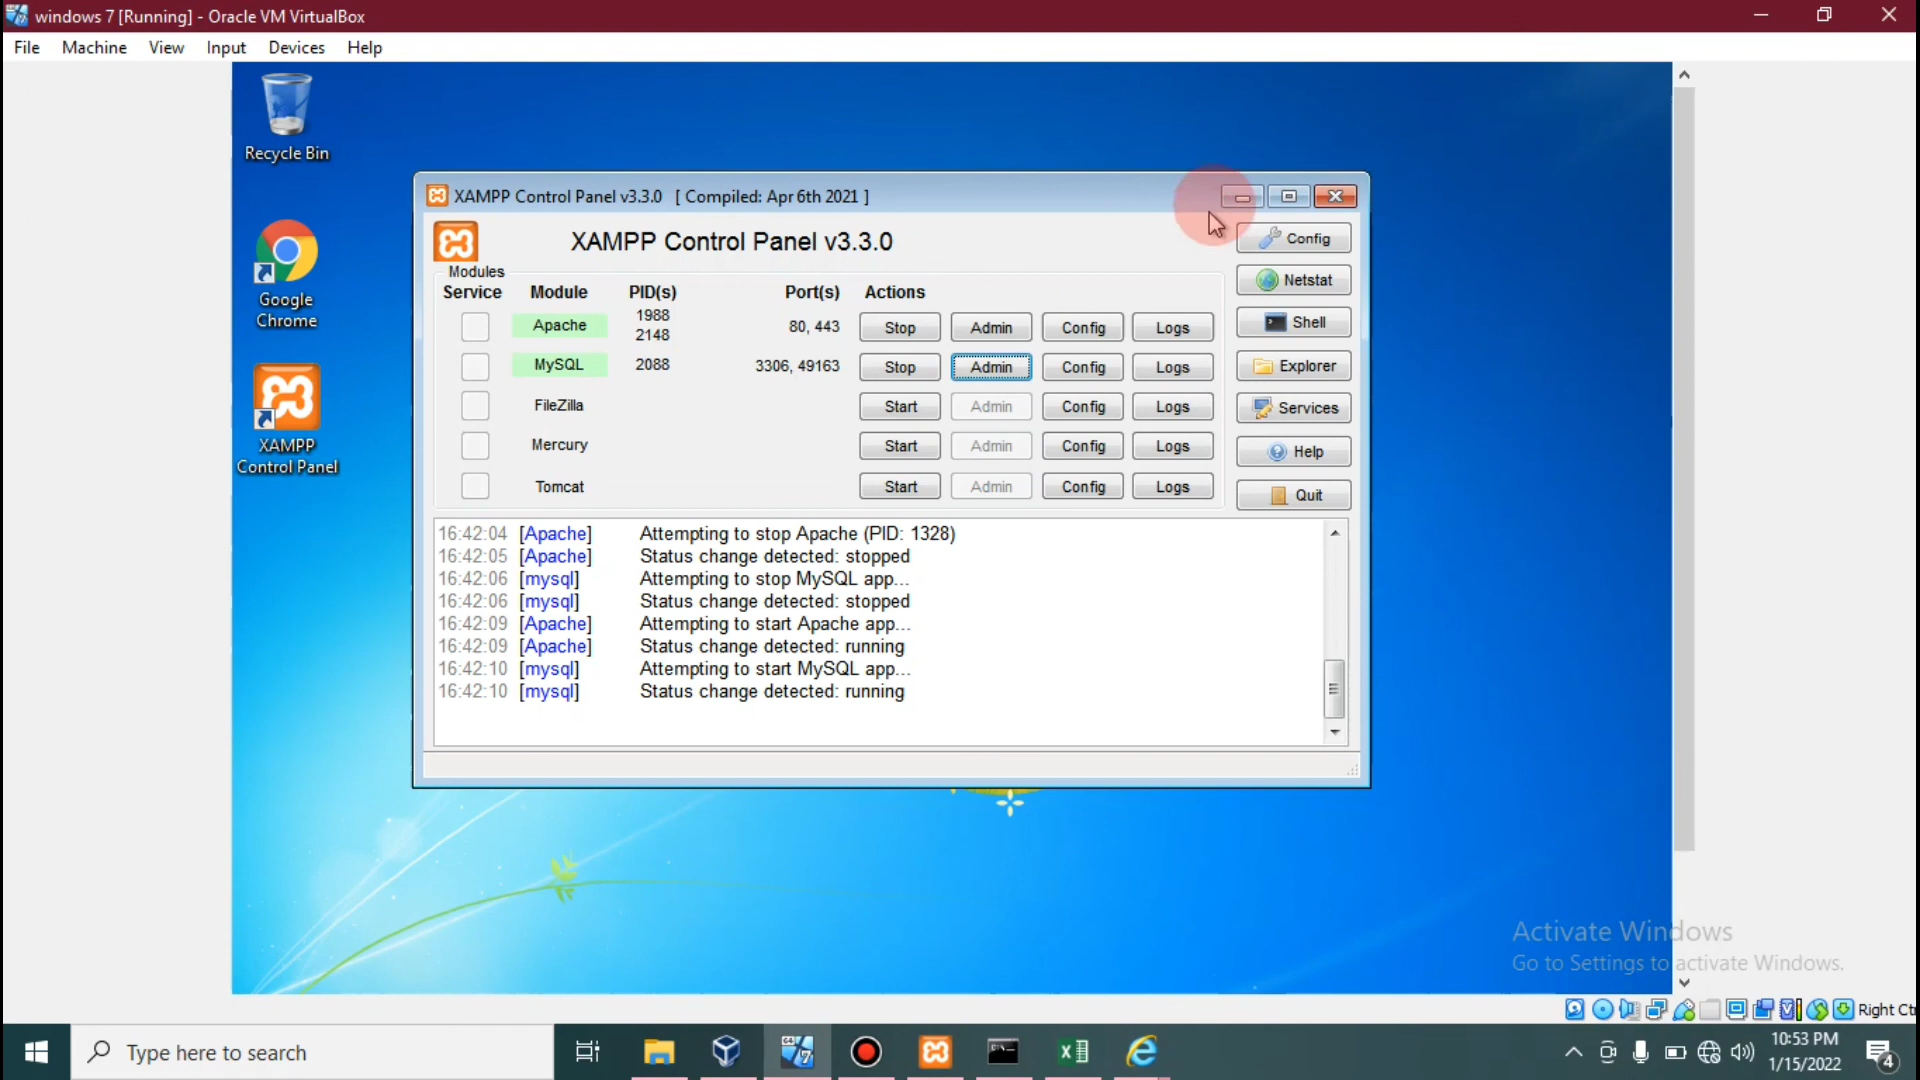 windows 7 [Running] - Oracle VM VirtualBox
File Machine View Input Devices Help
Recycle Bin
Google
Chrome
XAMPP
Control Panel
XAMPP Control Panel v3.3.0 [ Compiled: Apr 6th 2021 ]
XAMPP Control Panel v3.3.0
Config
Netstat
Shell
Explorer
Services
Help
Quit
Modules
Service Module PID(s) Port(s) Actions
Apache 1988 80, 443 Stop Admin Config Logs
2148
MySQL 2088 3306, 49163 Stop Admin Config Logs
FileZilla Start Admin Config Logs
Mercury Start Admin Config Logs
Tomcat Start Admin Config Logs
16:42:04 [Apache] Attempting to stop Apache (PID: 1328)
16:42:05 [Apache] Status change detected: stopped
16:42:06 [mysql] Attempting to stop MySQL app...
16:42:06 [mysql] Status change detected: stopped
16:42:09 [Apache] Attempting to start Apache app...
16:42:09 [Apache] Status change detected: running
16:42:10 [mysql] Attempting to start MySQL app...
16:42:10 [mysql] Status change detected: running
Activate Windows
Go to Settings to activate Windows.
Right Ct
Type here to search
10:53 PM
1/15/2022
4